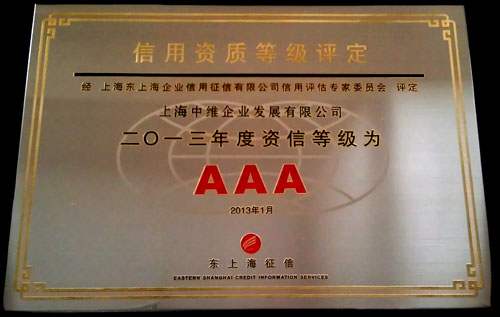 信用资质等级评定
经 上海东上海企业信用征信有限公司信用评估专家委员会 评定
上海中维企业发展有限公司
二〇一三年度资信等级为
AAA
2013年1月
东上海征信
EASTERN SHANGHAI CREDIT INFORMATION SERVICES